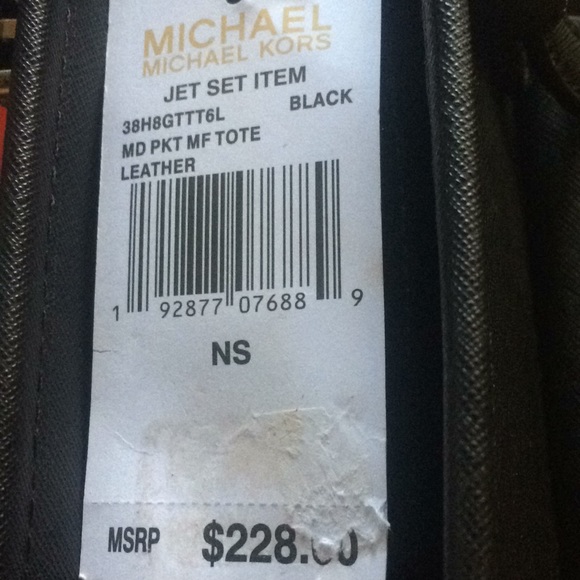 MICHAEL
MICHAEL KORS
JET SET ITEM
38H8GTTT6L BLACK
MD PKT MF TOTE
LEATHER
1 92877 07688 9
NS
MSRP $228.00